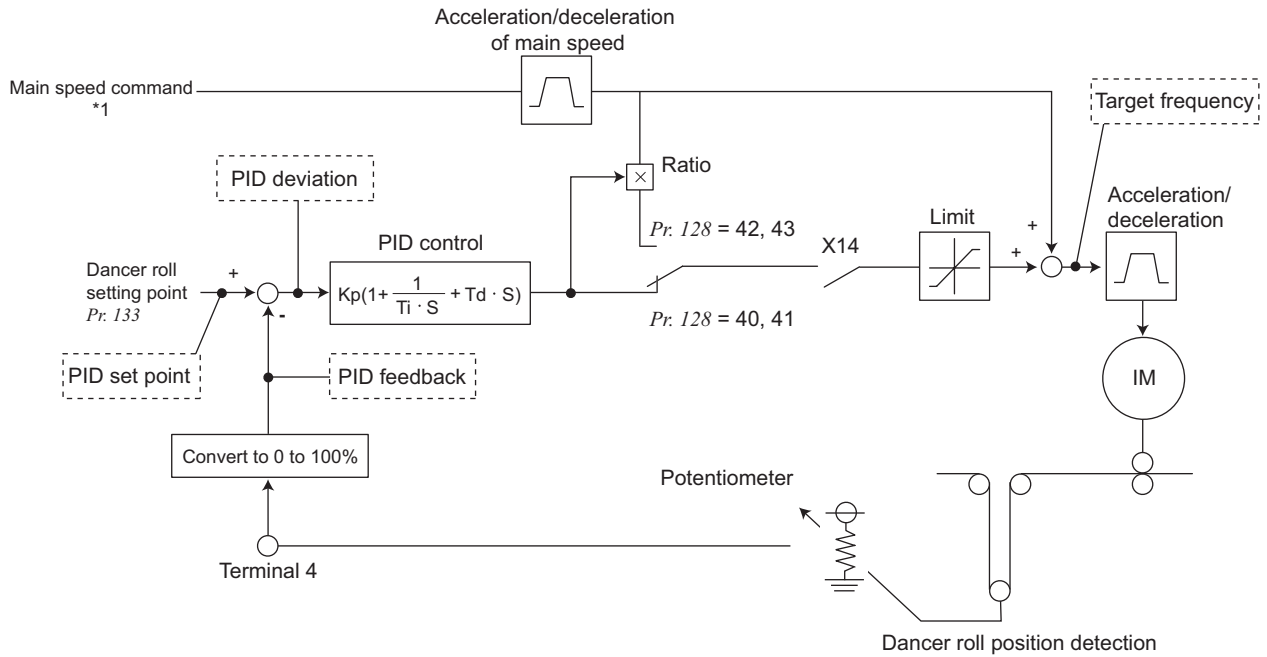 Acceleration/deceleration
of main speed
Main speed command
*1
Target frequency
PID deviation
Ratio
Acceleration/
deceleration
Pr. 128 = 42, 43
Limit
PID control
X14
+
+
Dancer roll
setting point
Pr. 133
+
-
Kp(1+ 1/(Ti · S) + Td · S)
×
Pr. 128 = 40, 41
PID set point
PID feedback
IM
Convert to 0 to 100%
Potentiometer
Terminal 4
Dancer roll position detection